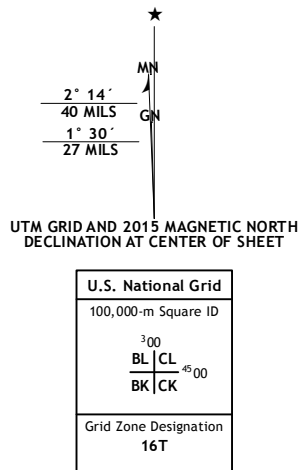 ★
MN
2° 14´
40 MILS
GN
1° 30´
27 MILS
UTM GRID AND 2015 MAGNETIC NORTH
DECLINATION AT CENTER OF SHEET
U.S. National Grid
100,000-m Square ID
³00
BL CL
⁴⁵00
BK CK
Grid Zone Designation
16T